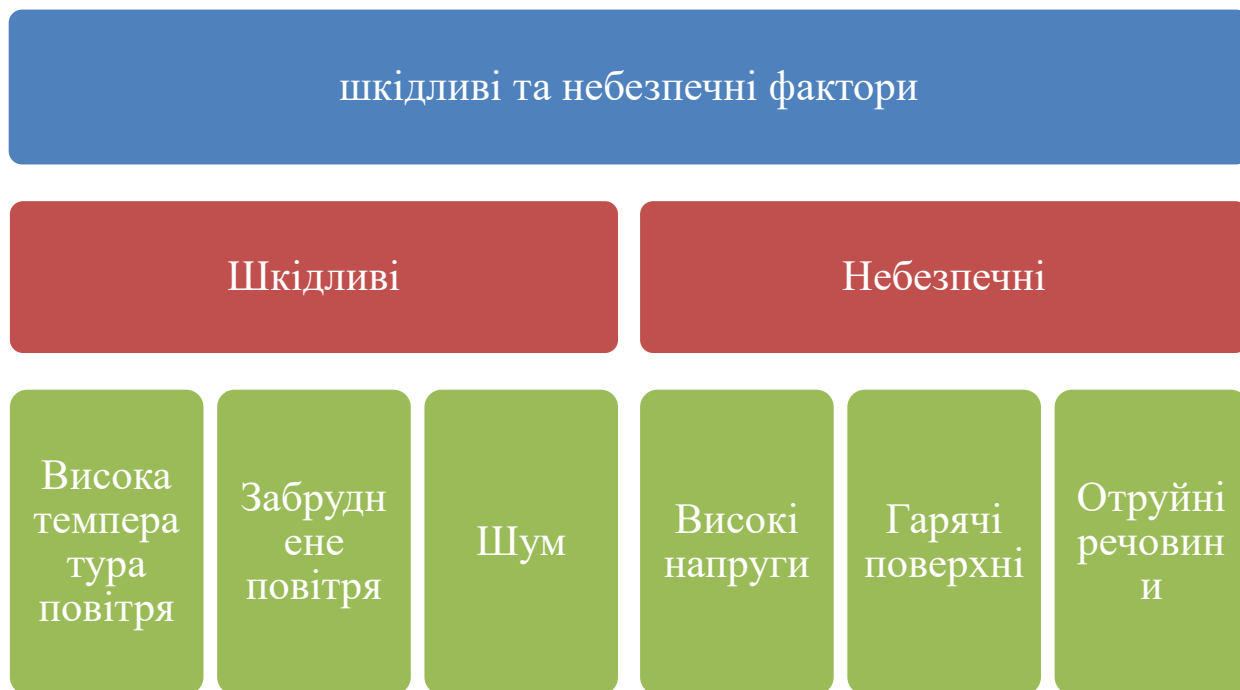 шкідливі та небезпечні фактори
Шкідливі
Небезпечні
Висока
темпера
тура
повітря
Забрудн
ене
повітря
Шум
Високі
напруги
Гарячі
поверхні
Отруйні
речовин
и